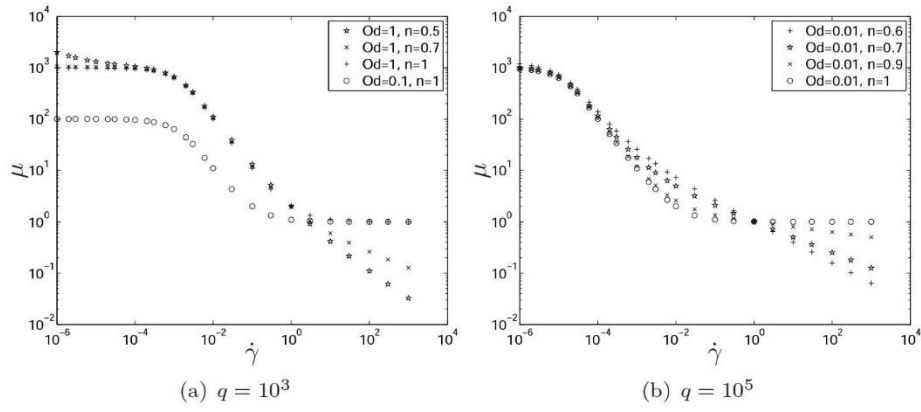 10^4
10^3
10^2
10^1
10^0
10^-1
10^-2
μ
Od=1, n=0.5
Od=1, n=0.7
Od=1, n=1
Od=0.1, n=1
10^-6 10^-4 10^-2 10^0 10^2 10^4
γ̇
(a) q = 10^3
10^4
10^3
10^2
10^1
10^0
10^-1
10^-2
μ
Od=0.01, n=0.6
Od=0.01, n=0.7
Od=0.01, n=0.9
Od=0.01, n=1
10^-6 10^-4 10^-2 10^0 10^2 10^4
γ̇
(b) q = 10^5